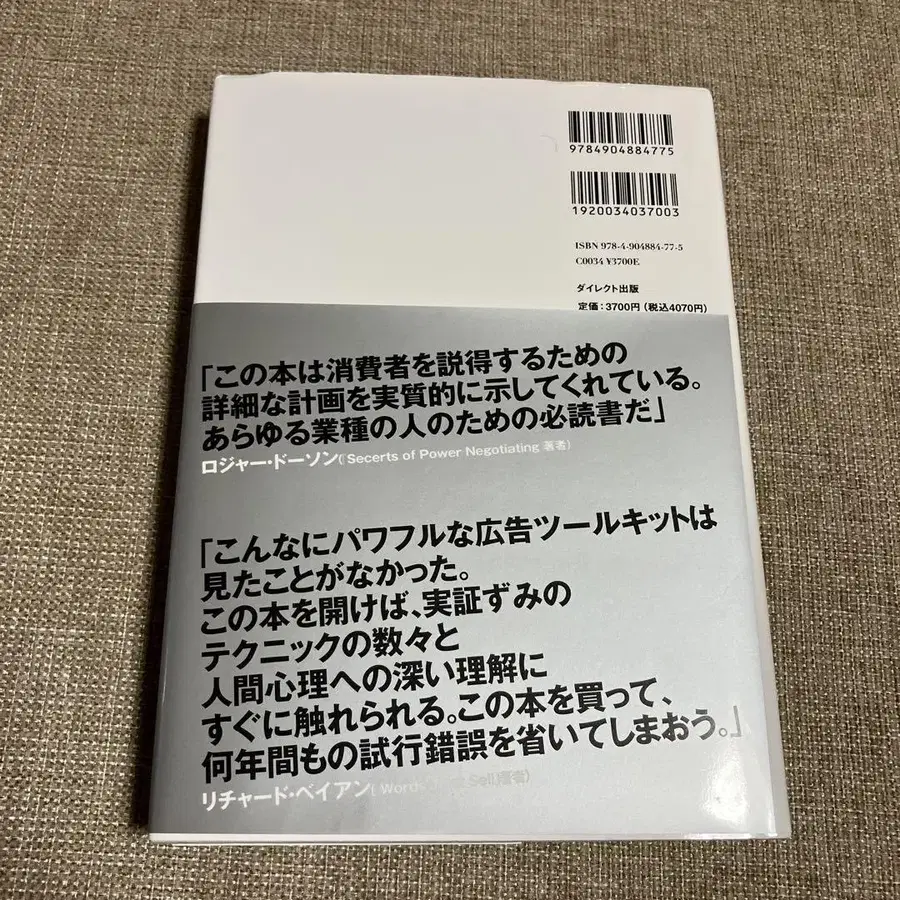 9784904884775
1920034037003
ISBN 978-4-904884-77-5
C0034 ¥3700E
ダイレクト出版
定価：3700円（税込4070円）
「この本は消費者を説得するための
詳細な計画を実質的に示してくれている。
あらゆる業種の人のための必読書だ」
ロジャー・ドーソン(「Secerts of Power Negotiating 著者)
「こんなにパワフルな広告ツールキットは
見たことがなかった。
この本を開けば、実証ずみの
テクニックの数々と
人間心理への深い理解に
すぐに触れられる。この本を買って、
何年間もの試行錯誤を省いてしまおう。」
リチャード・ベイアン(「Words Sell」著者)